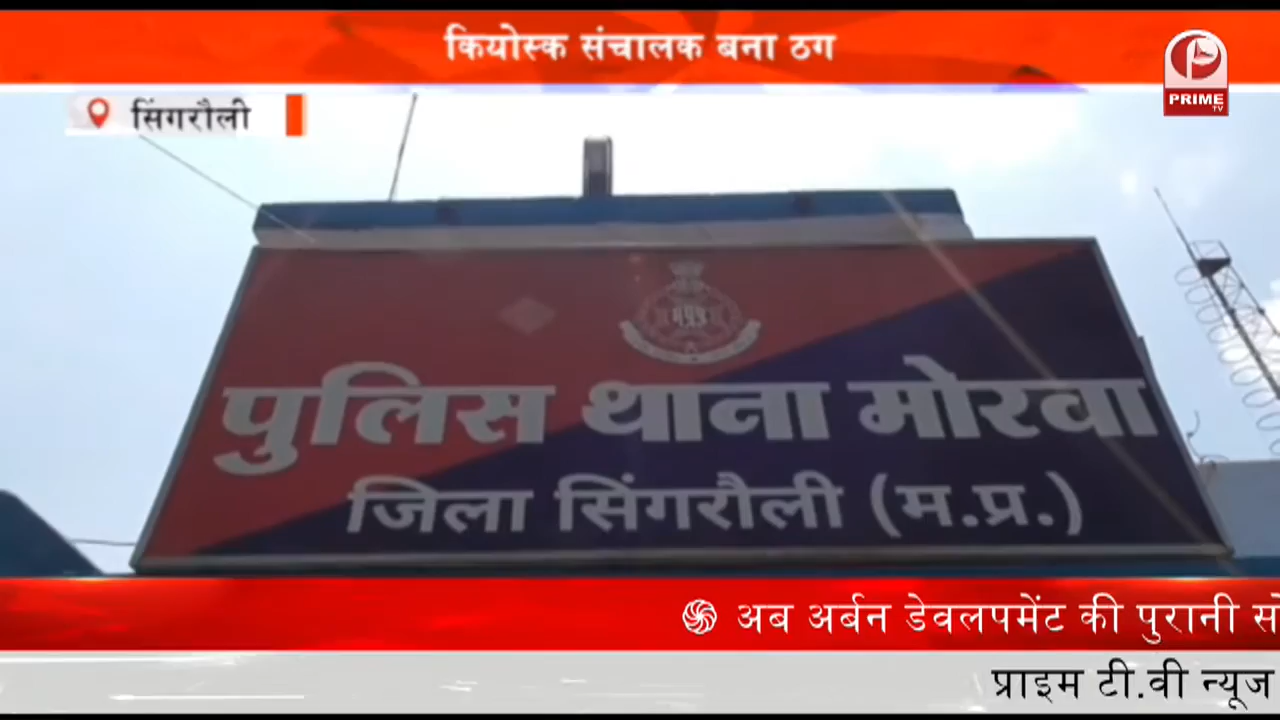 कियोस्क संचालक बना ठग
PRIME
TV
सिंगरौली
पुलिस थाना मोरवा
जिला सिंगरौली (म.प्र.)
अब अर्बन डेवलपमेंट की पुरानी
प्राइम टी.वी न्यूज